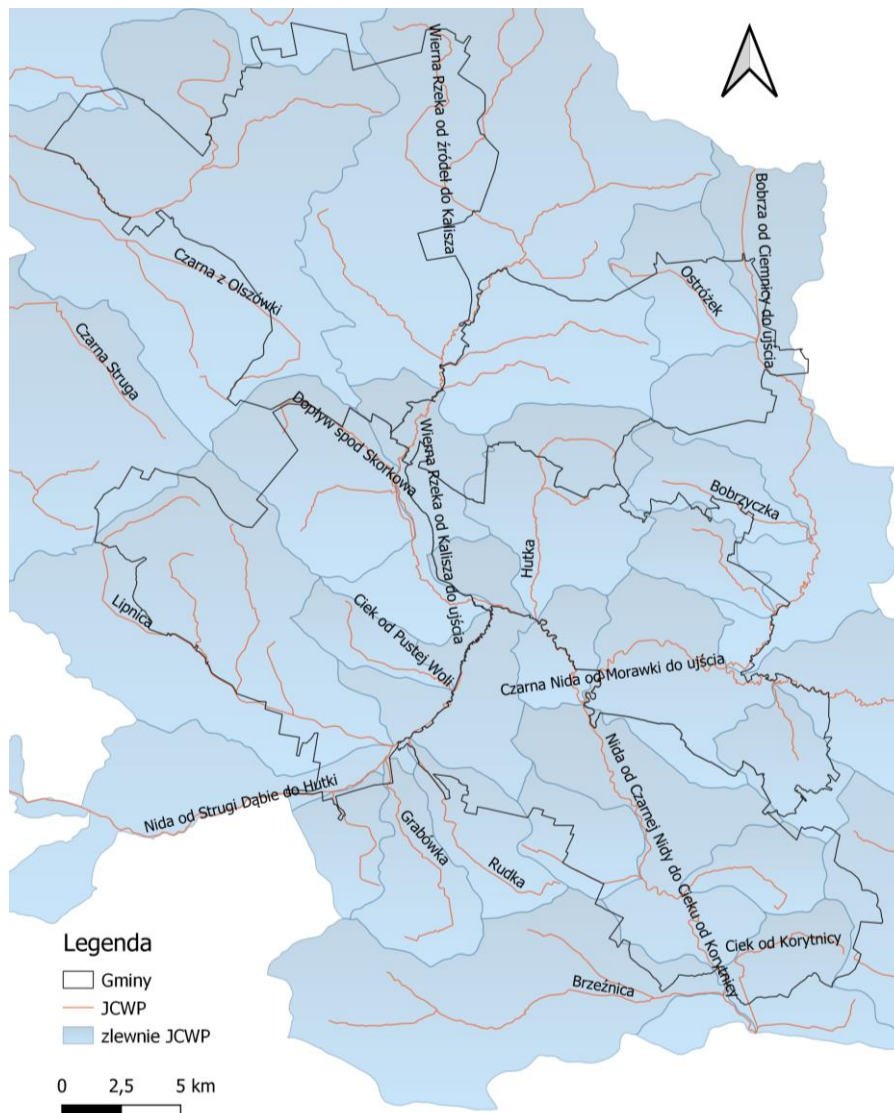 Wierna Rzeka od źródeł do Kalisza
Bobrza od Ciemnicy do ujścia
Czarna z Olszówki
Ostróżek
Czarna Struga
Dopływ spod Skorkowa
Wierna Rzeka od Kalisza do ujścia
Bobrzyczka
Hutka
Lipnica
Ciek od Pustej Woli
Czarna Nida od Morawki do ujścia
Nida od Strugi Dąbie do Hutki
Nida od Czarnej Nidy do Cieku od Korytnicy
Grabówka
Rudka
Ciek od Korytnicy
Brzeźnica
Legenda
Gminy
JCWP
zlewnie JCWP
0 2,5 5 km